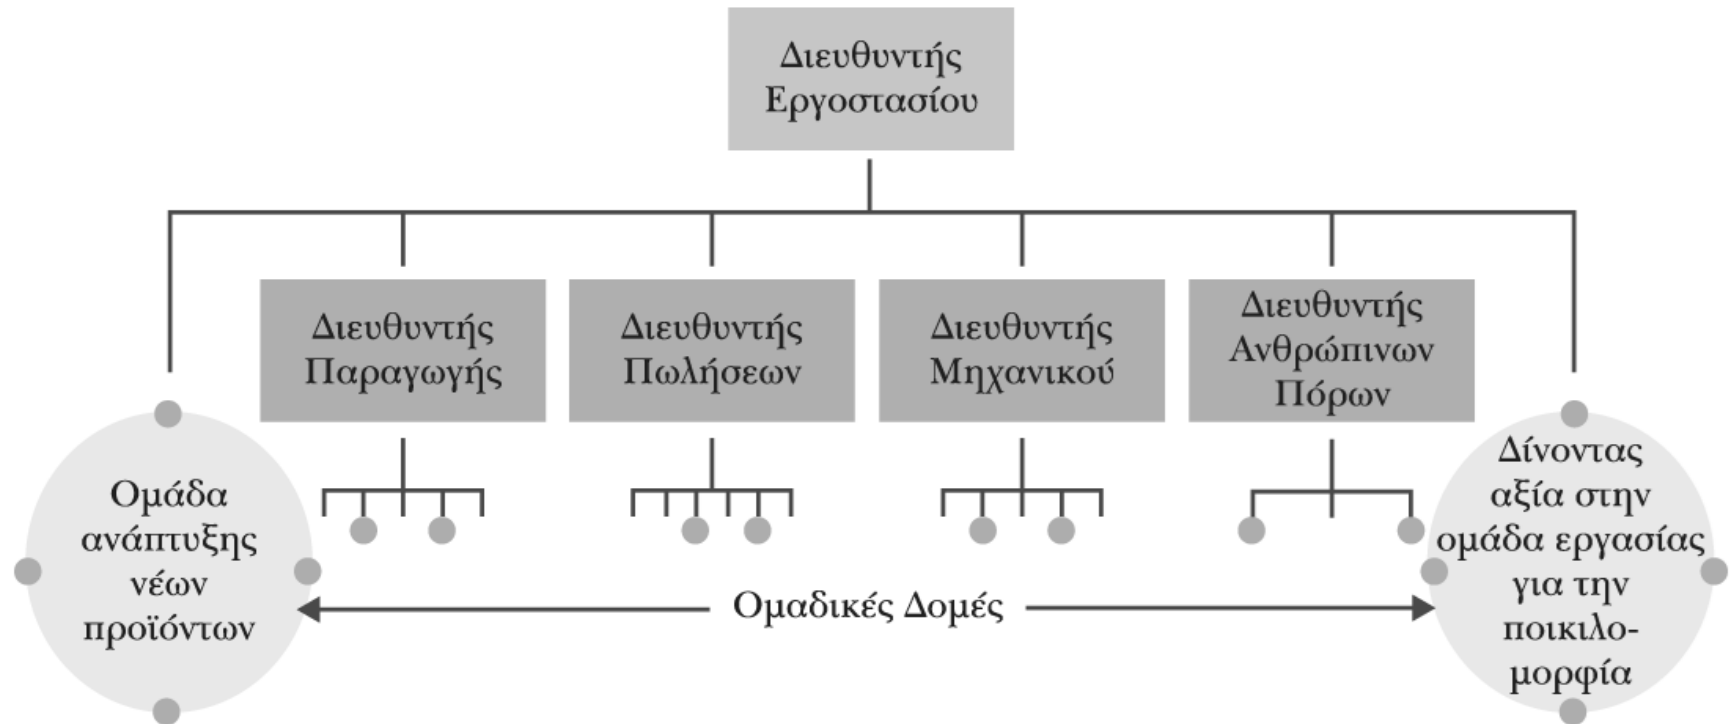 Διευθυντής
Εργοστασίου
Διευθυντής
Παραγωγής
Διευθυντής
Πωλήσεων
Διευθυντής
Μηχανικού
Διευθυντής
Ανθρώπινων
Πόρων
Ομάδα
ανάπτυξης
νέων
προϊόντων
Ομαδικές Δομές
Δίνοντας
αξία στην
ομάδα εργασίας
για την
ποικιλο-
μορφία